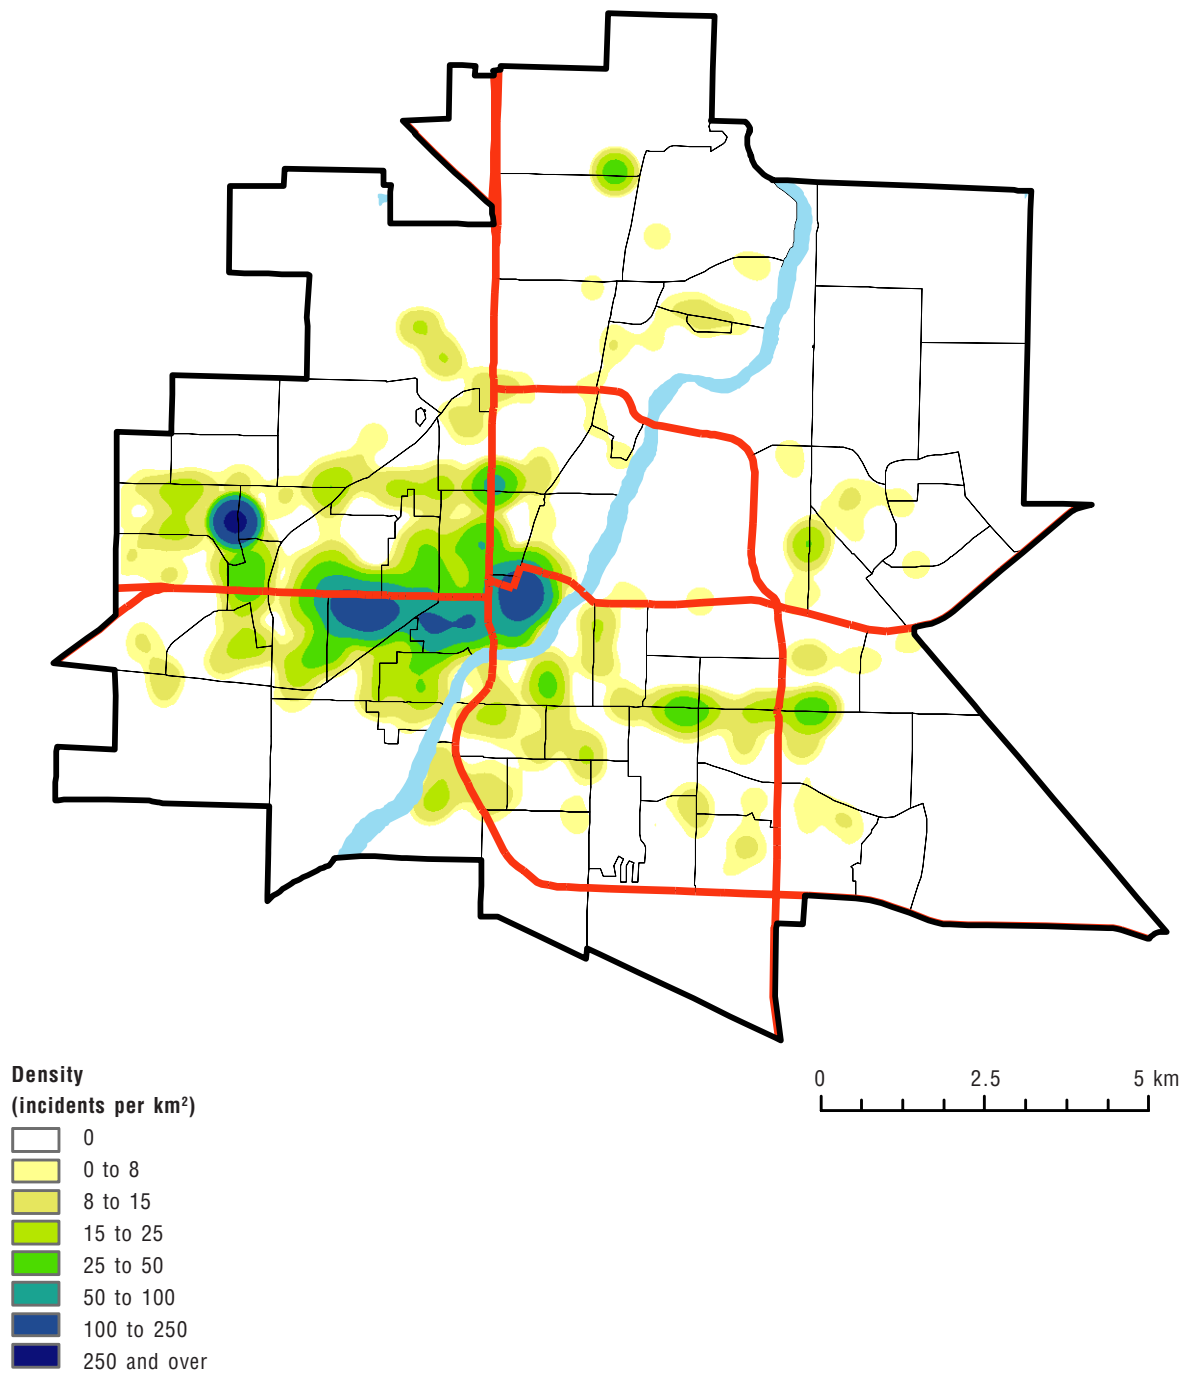 Density
(incidents per km²)
0
0 to 8
8 to 15
15 to 25
25 to 50
50 to 100
100 to 250
250 and over
0 2.5 5 km